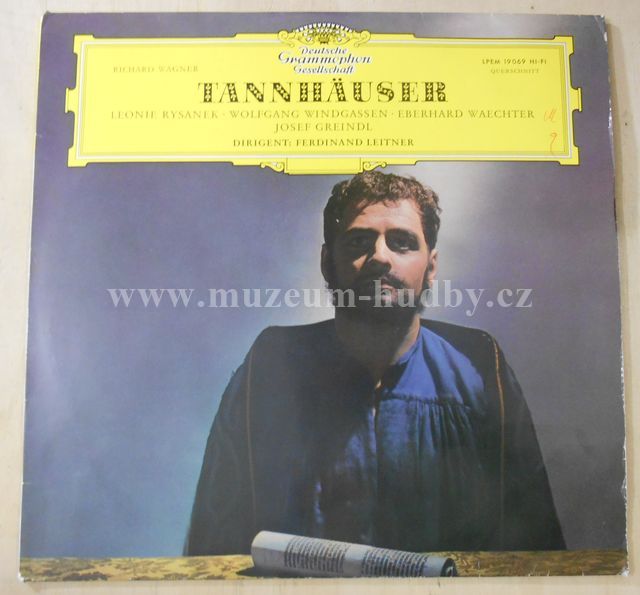 Deutsche
Grammophon
Gesellschaft
LPEM 19069 HI-FI
QUERSCHNITT
RICHARD WAGNER
TANNHÄUSER
LEONIE RYSANEK · WOLFGANG WINDGASSEN · EBERHARD WAECHTER
JOSEF GREINDL
DIRIGENT: FERDINAND LEITNER
www.muzeum-hudby.cz